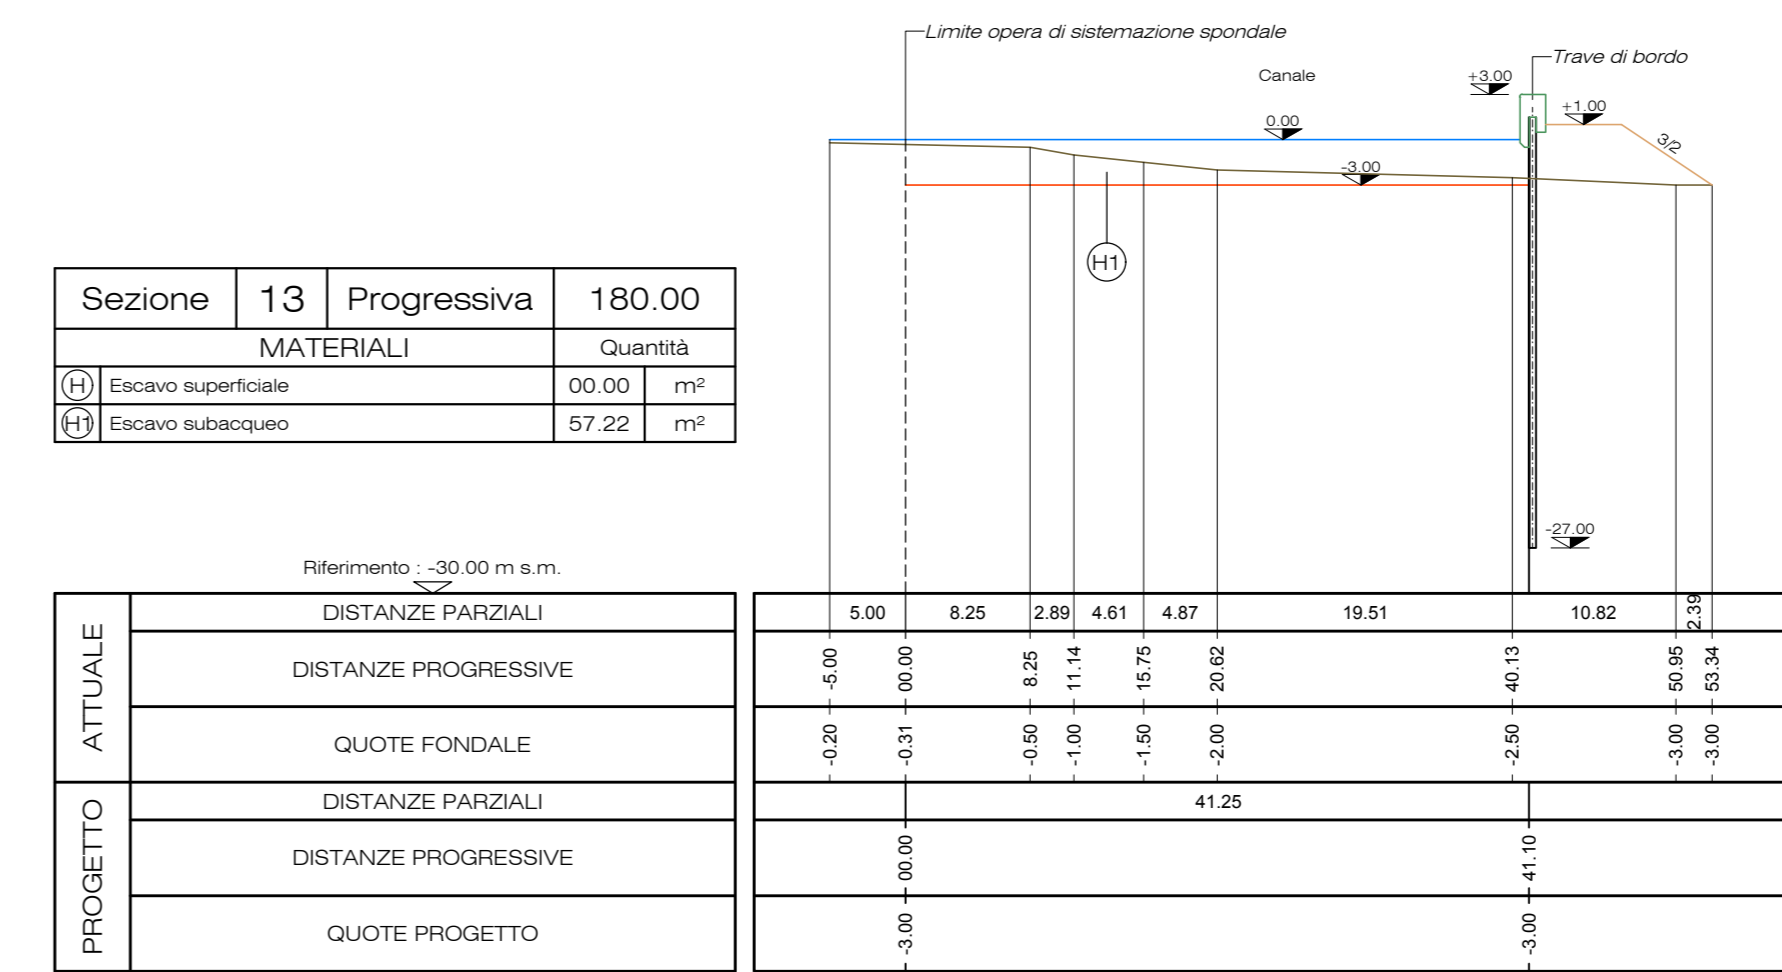 Limite opera di sistemazione spondale
Trave di bordo
Canale
+3.00
+1.00
0.00
3/2
-3.00
H1
Sezione 13 Progressiva 180.00
MATERIALI Quantità
H Escavo superficiale 00.00 m²
H1 Escavo subacqueo 57.22 m²
-27.00
Riferimento : -30.00 m s.m.
ATTUALE
DISTANZE PARZIALI 5.00 8.25 2.89 4.61 4.87 19.51 10.82 2.39
DISTANZE PROGRESSIVE -5.00 00.00 8.25 11.14 15.75 20.62 40.13 50.95 53.34
QUOTE FONDALE -0.20 -0.31 -0.50 -1.00 -1.50 -2.00 -2.50 -3.00 -3.00
PROGETTO
DISTANZE PARZIALI 41.25
DISTANZE PROGRESSIVE 00.00 41.10
QUOTE PROGETTO -3.00 -3.00